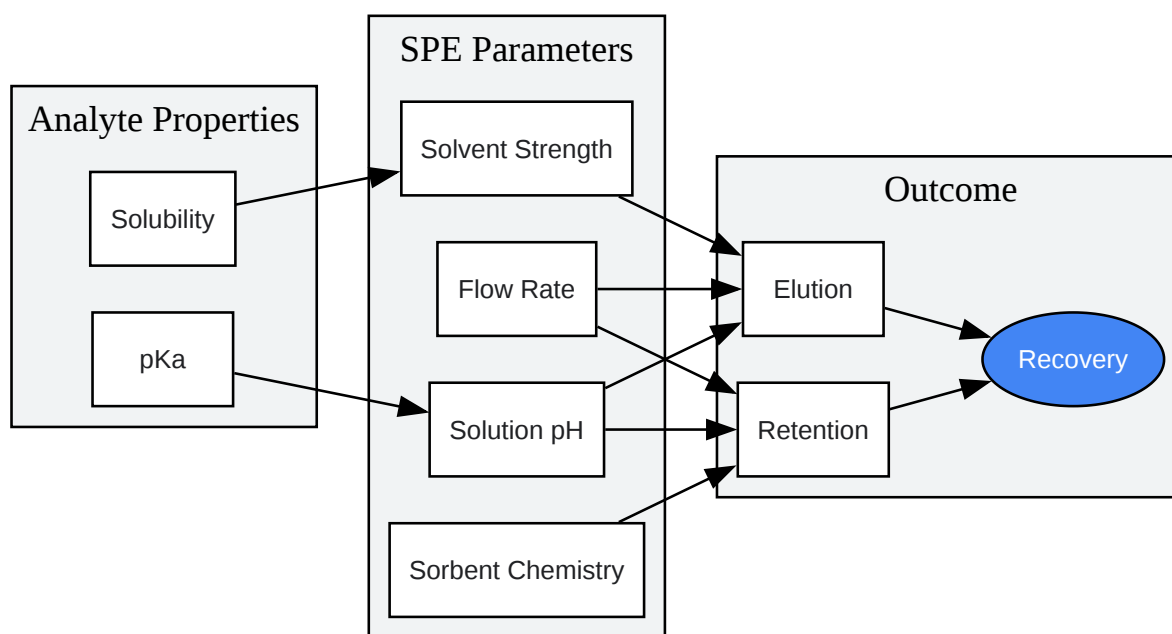 Analyte Properties
Solubility
pKa
SPE Parameters
Solvent Strength
Flow Rate
Solution pH
Sorbent Chemistry
Outcome
Elution
Retention
Recovery